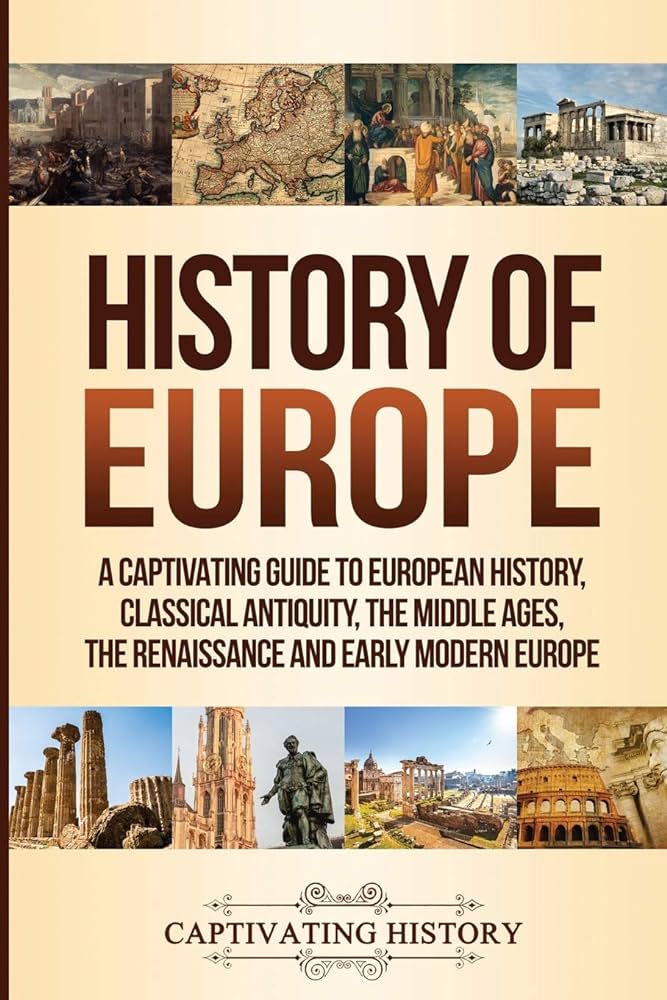 HISTORY OF
EUROPE
A CAPTIVATING GUIDE TO EUROPEAN HISTORY,
CLASSICAL ANTIQUITY, THE MIDDLE AGES,
THE RENAISSANCE AND EARLY MODERN EUROPE
CAPTIVATING HISTORY